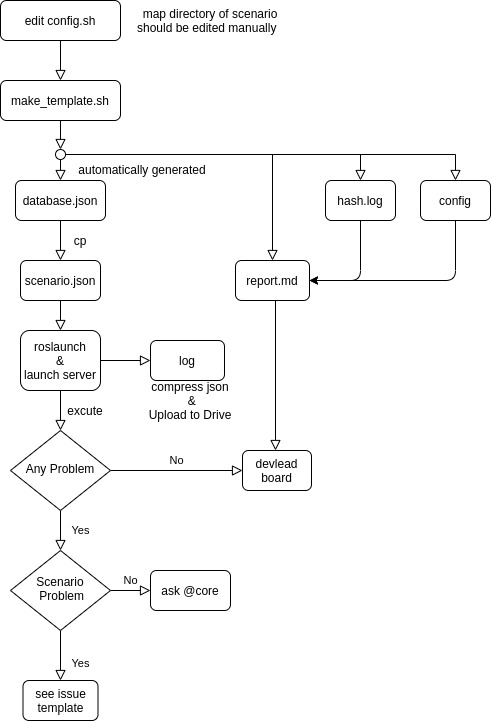 edit config.sh
map directory of scenario
should be edited manually
make_template.sh
automatically generated
database.json
hash.log
config
cp
scenario.json
report.md
roslaunch
&
launch server
log
compress json
&
Upload to Drive
excute
Any Problem
No
devlead
board
Yes
Scenario
Problem
No
ask @core
Yes
see issue
template